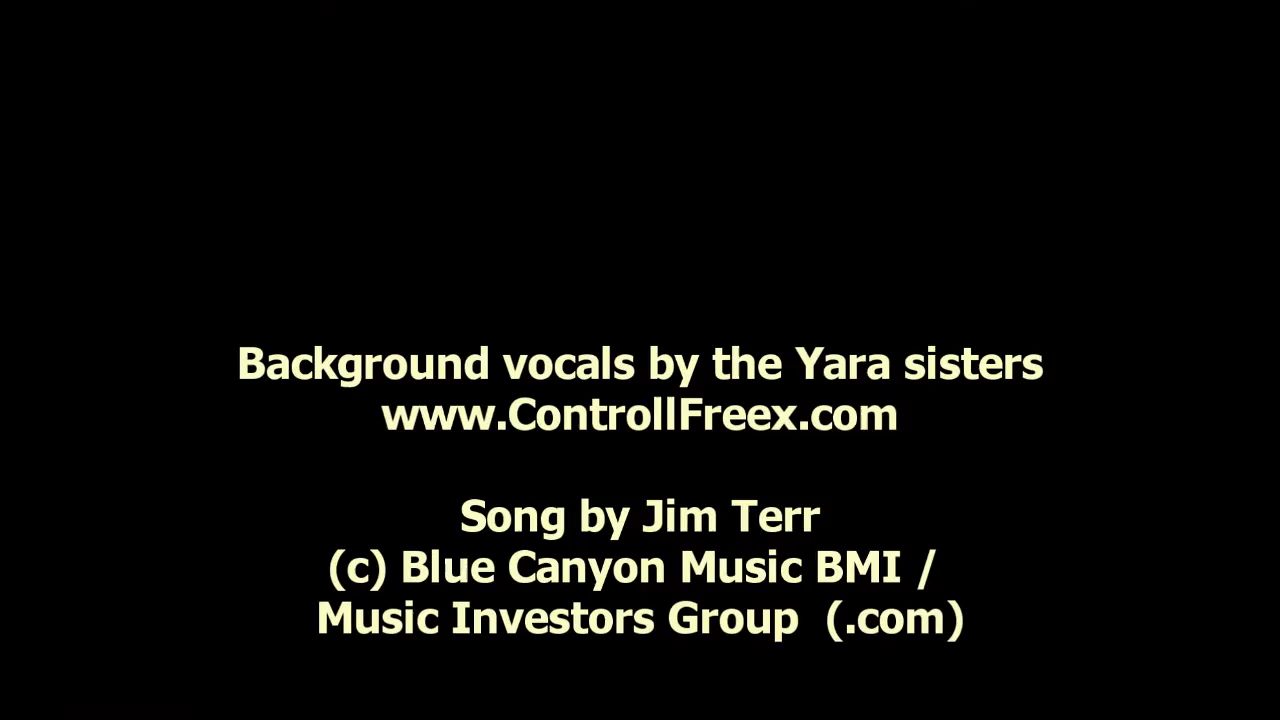 Background vocals by the Yara sisters
www.ControllFreex.com
Song by Jim Terr
(c) Blue Canyon Music BMI /
Music Investors Group  (.com)